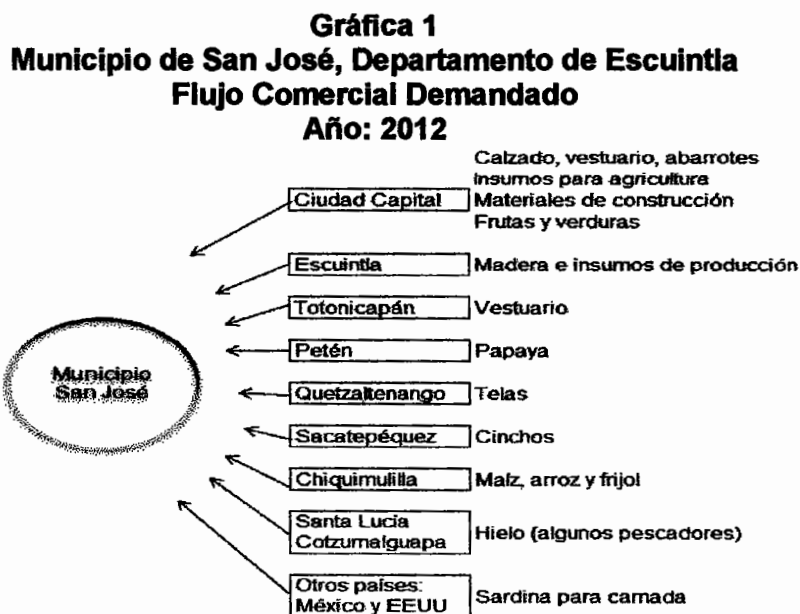 Gráfica 1
Municipio de San José, Departamento de Escuintla
Flujo Comercial Demandado
Año: 2012
Calzado, vestuario, abarrotes
Insumos para agricultura
Ciudad Capital Materiales de construcción
Frutas y verduras
Escuintla Madera e insumos de producción
Totonicapán Vestuario
Petén Papaya
Municipio
San José
Quetzaltenango Telas
Sacatepéquez Cinchos
Chiquimulilla Maíz, arroz y frijol
Santa Lucía
Cotzumalguapa Hielo (algunos pescadores)
Otros países:
México y EEUU Sardina para carnada